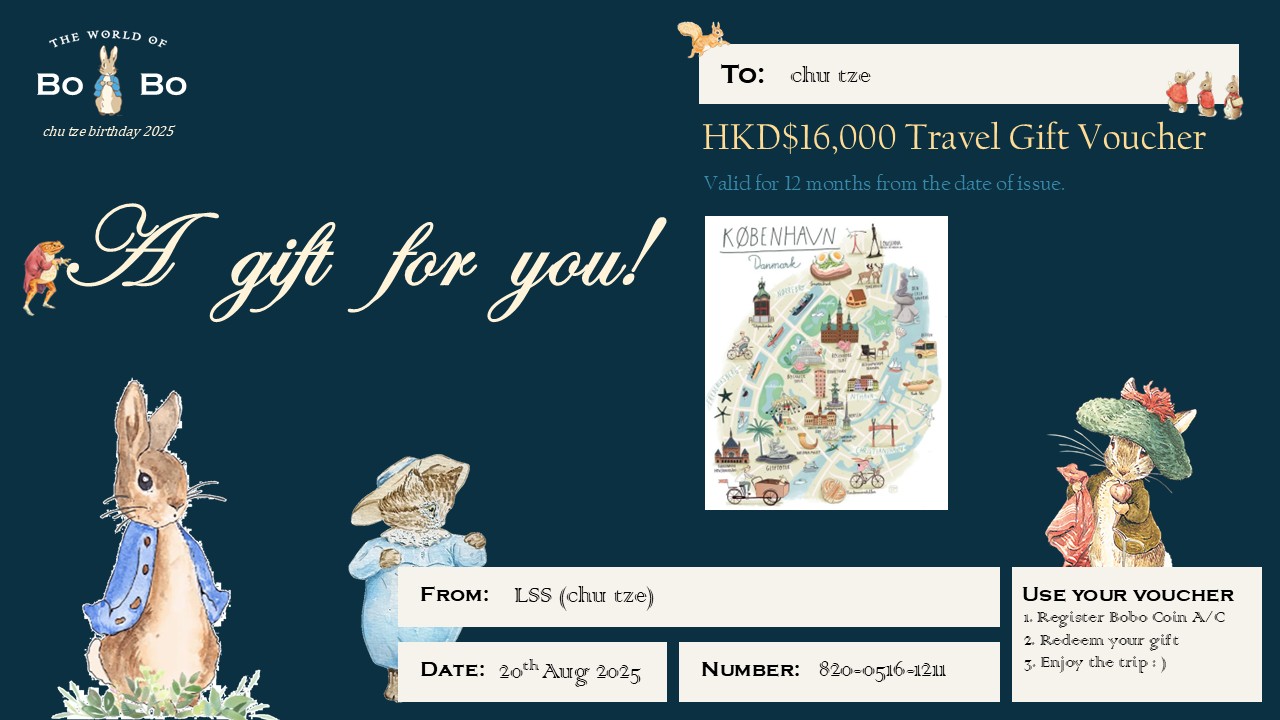 THE WORLD OF
BO BO
chu tze birthday 2025
A gift for you!
TO: chu tze
HKD$16,000 Travel Gift Voucher
Valid for 12 months from the date of issue.
KØBENHAVN
Danmark
FROM: LSS (chu tze)
DATE: 20th Aug 2025
NUMBER: 820-0516-1211
USE YOUR VOUCHER
1. Register Bobo Coin A/C
2. Redeem your gift
3. Enjoy the trip : )